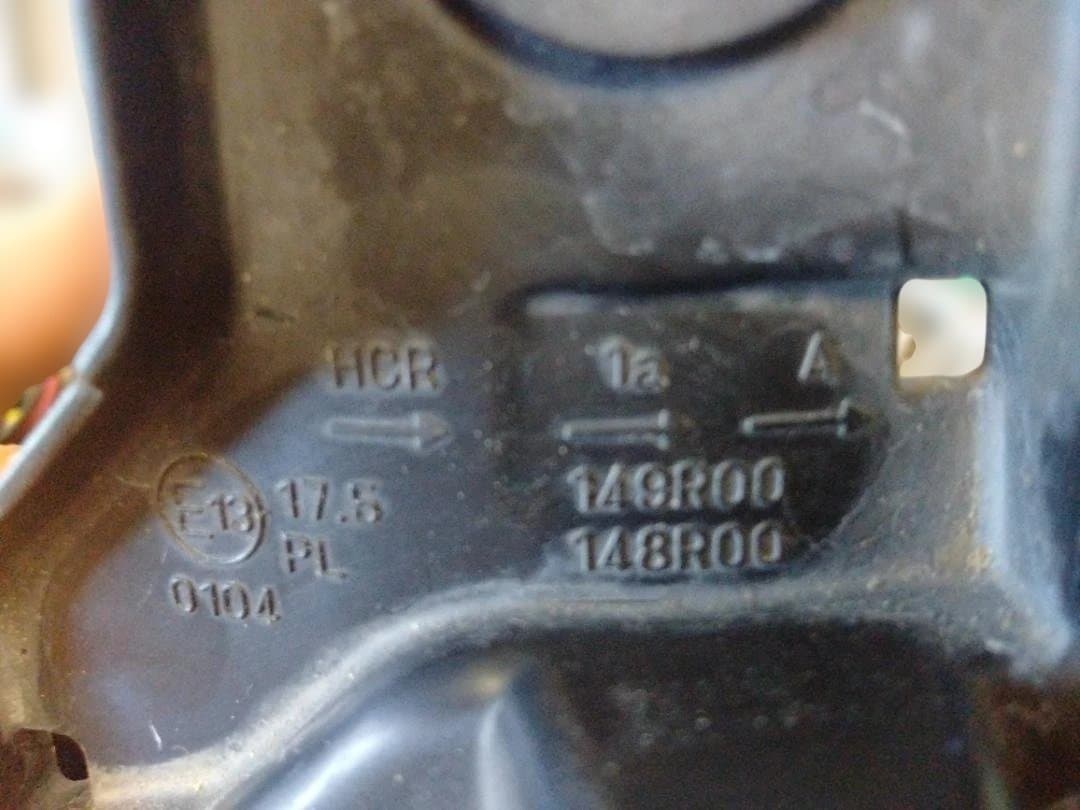 HCR 1a A
→ → →
E13 17.5 149R00
PL 148R00
0104